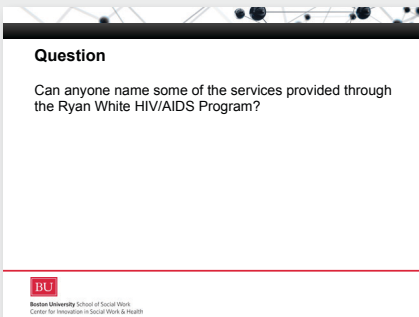 Question
Can anyone name some of the services provided through
the Ryan White HIV/AIDS Program?
BU
Boston University School of Social Work
Center for Innovation in Social Work & Health